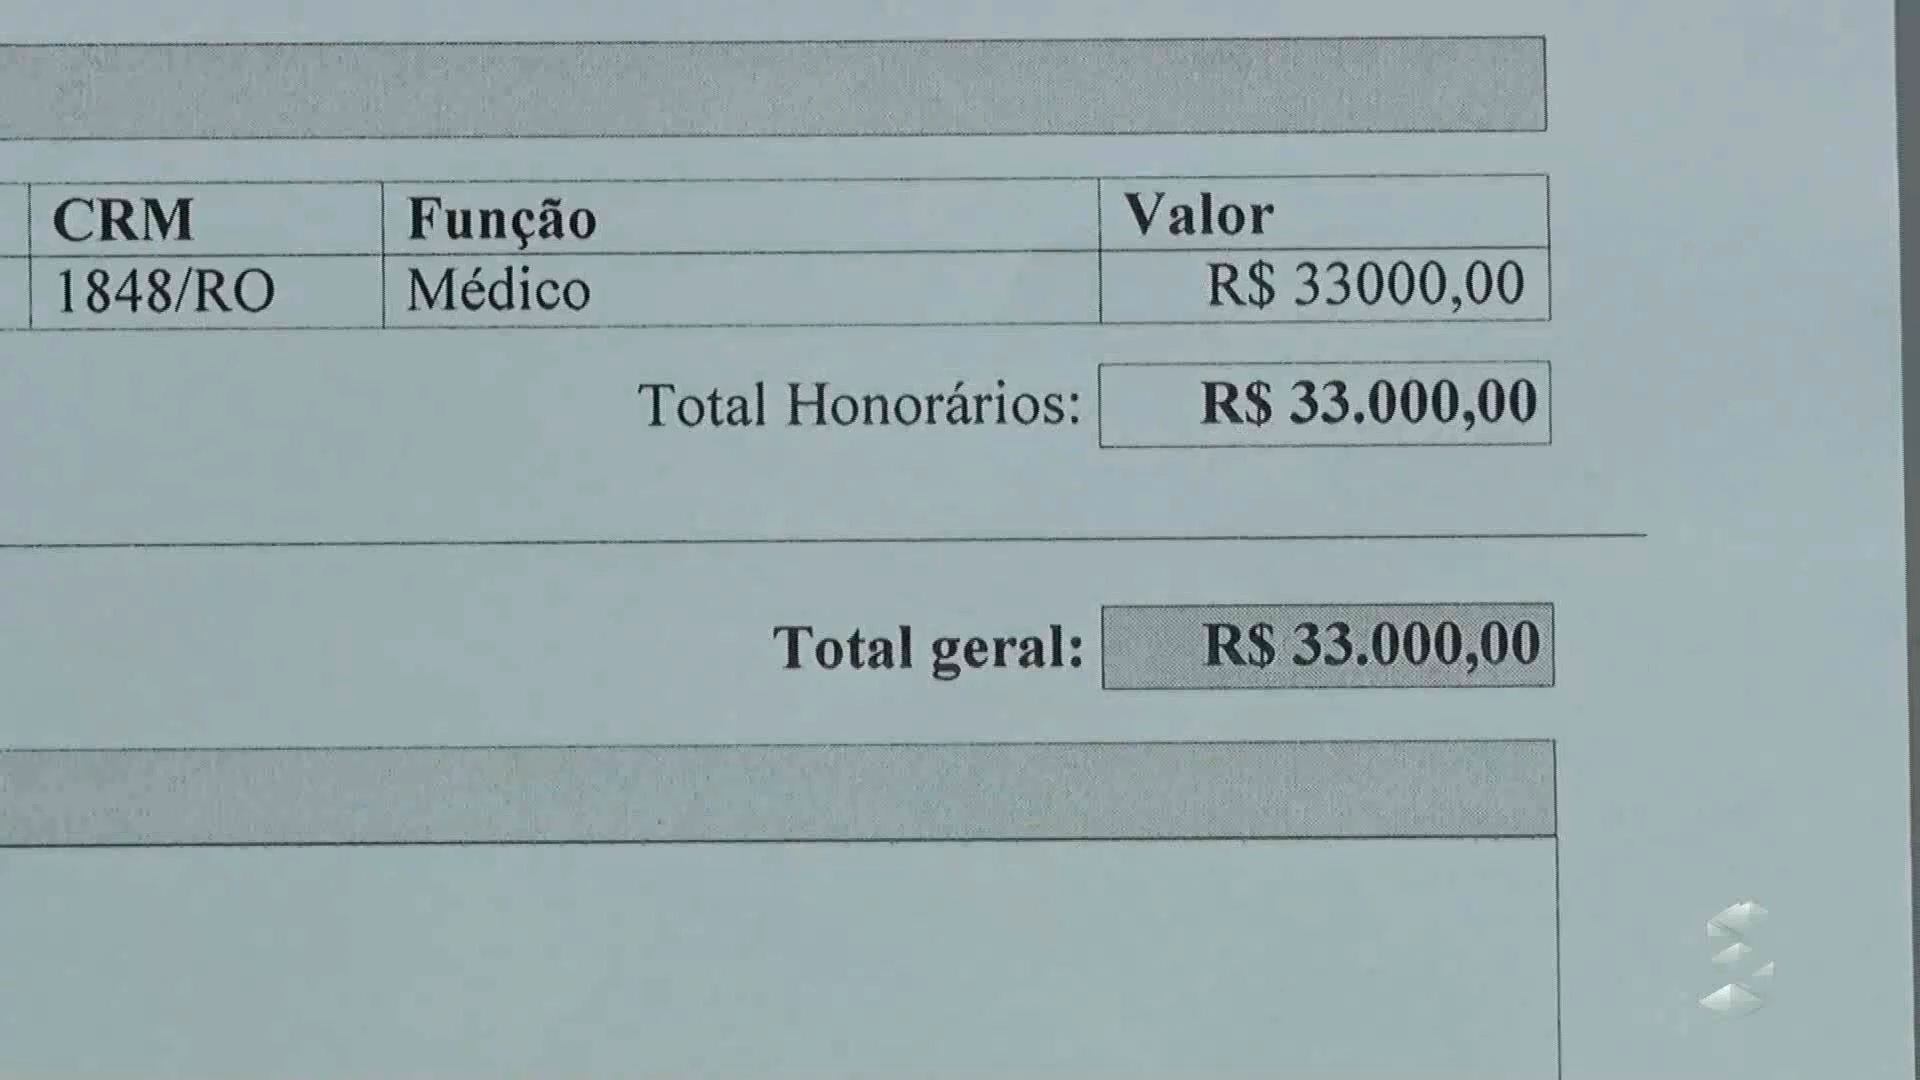 CRM Função Valor
1848/RO Médico R$ 33000,00
Total Honorários: R$ 33.000,00
Total geral: R$ 33.000,00